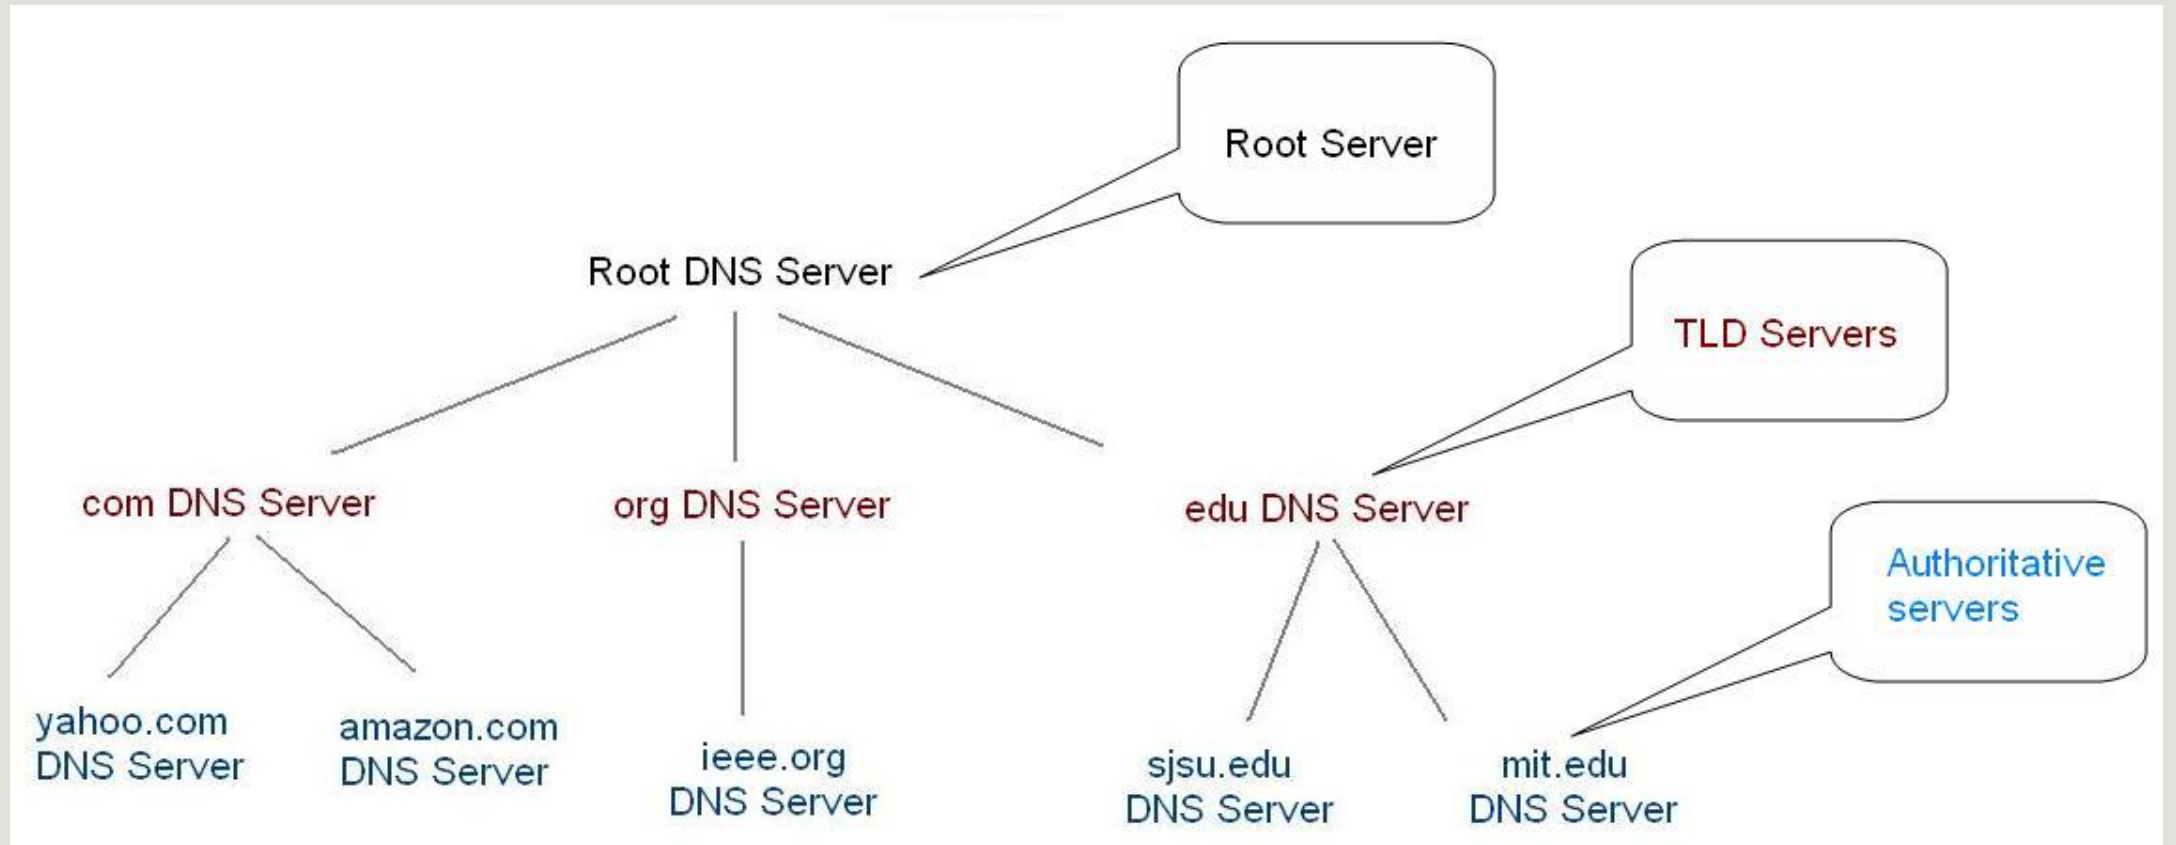 Root Server
Root DNS Server
TLD Servers
com DNS Server
org DNS Server
edu DNS Server
Authoritative
servers
yahoo.com
DNS Server
amazon.com
DNS Server
ieee.org
DNS Server
sjsu.edu
DNS Server
mit.edu
DNS Server